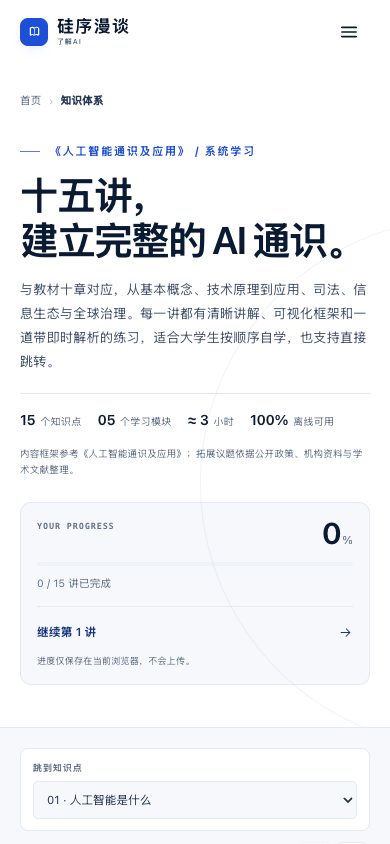 硅序漫谈
了解AI
首页 › 知识体系
《人工智能通识及应用》 / 系统学习
十五讲，
建立完整的 AI 通识。
与教材十章对应，从基本概念、技术原理到应用、司法、信
息生态与全球治理。每一讲都有清晰讲解、可视化框架和一
道带即时解析的练习，适合大学生按顺序自学，也支持直接
跳转。
15 个知识点 05 个学习模块 ≈ 3 小时 100% 离线可用
内容框架参考《人工智能通识及应用》；拓展议题依据公开政策、机构资料与学
术文献整理。
YOUR PROGRESS
0%
0 / 15 讲已完成
继续第 1 讲 →
进度仅保存在当前浏览器，不会上传。
跳到知识点
01 · 人工智能是什么